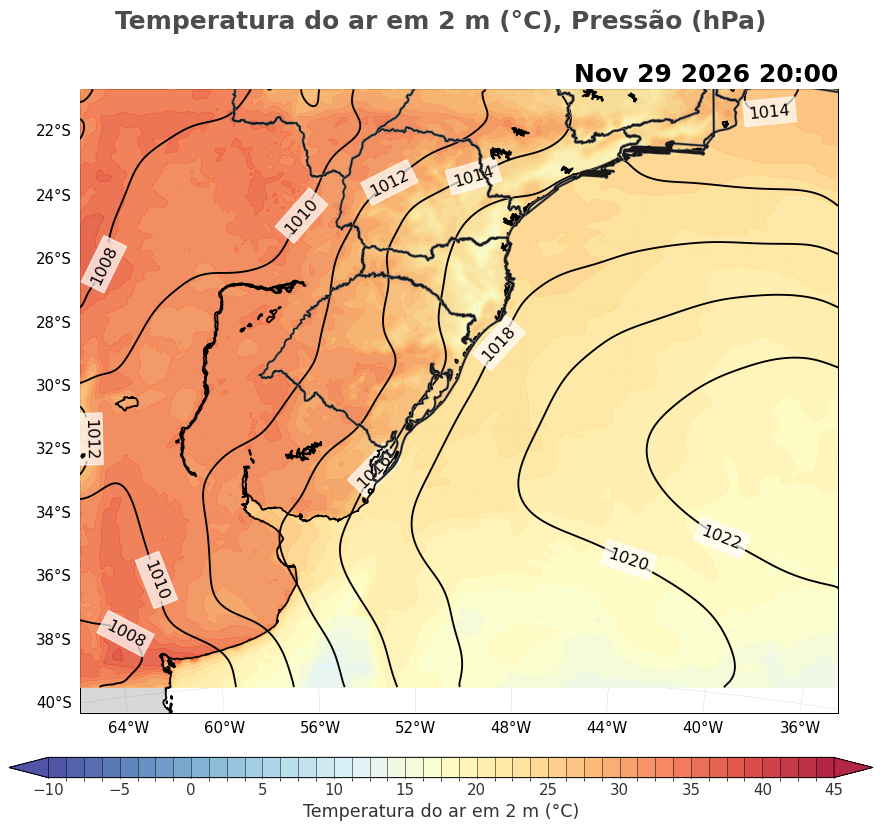 Temperatura do ar em 2 m (°C), Pressão (hPa)
Nov 29 2026 20:00
1014
22°S
1012
1014
24°S
1010
26°S
1008
28°S
1018
30°S
1012
32°S
1016
34°S
1022
1020
36°S
1010
1008
38°S
40°S
64°W 60°W 56°W 52°W 48°W 44°W 40°W 36°W
−10 −5 0 5 10 15 20 25 30 35 40 45
Temperatura do ar em 2 m (°C)